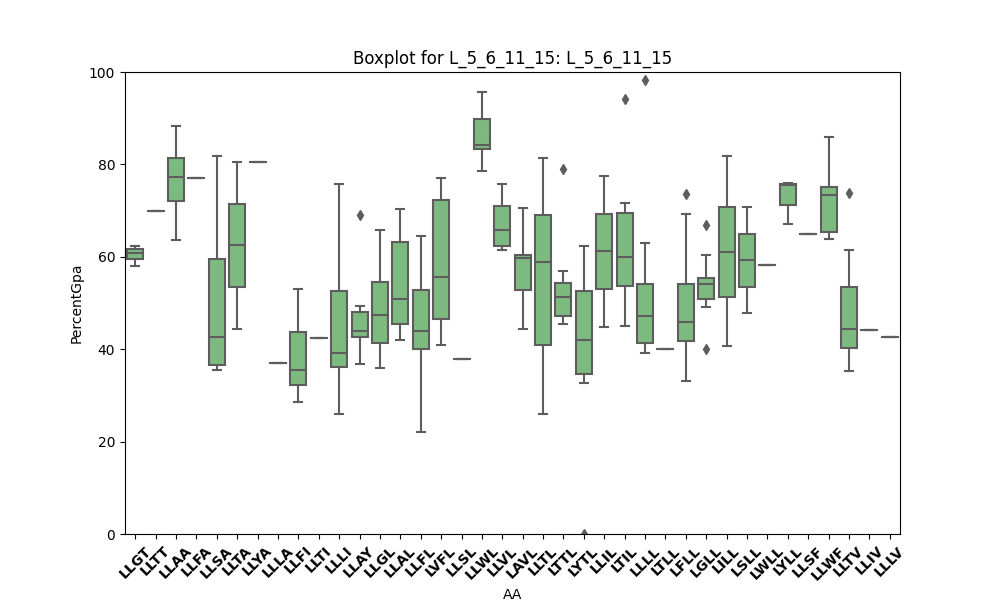 Boxplot for L_5_6_11_15: L_5_6_11_15
PercentGpa
100
80
60
40
20
0
LLGT LLTT LLAA LLFA LLSA LLTA LLYA LLLA LLFI LLTI LLLI LLAY LLGL LLAL LLFL LVFL LLSL LLWL LLVL LAVL LLTL LTTL LYTL LLIL LTIL LLLL LTLL LFLL LGLL LILL LSLL LWLL LYLL LLSF LLWF LLTV LLIV LLLV
AA